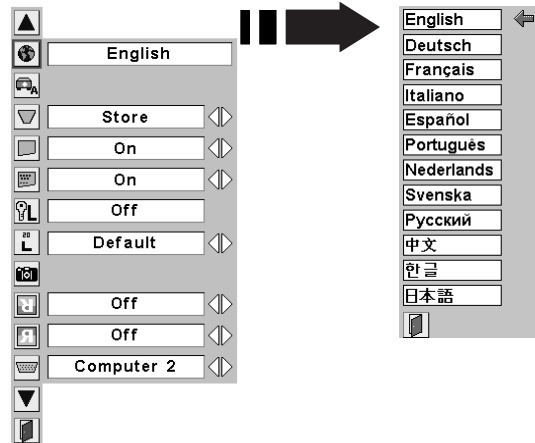 English
A
Store
On
On
L
Off
20
L
Default
Off
R
Off
Computer 2
English
Deutsch
Français
Italiano
Español
Português
Nederlands
Svenska
Русский
中文
한글
日本語